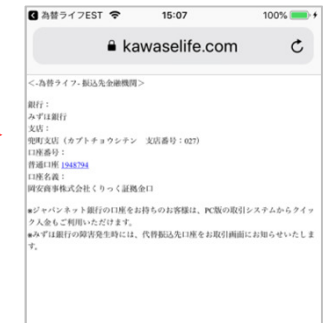 為替ライフEST 15:07 100%
kawaselife.com
<-為替ライフ- 振込先金融機関>
銀行：
みずほ銀行
支店：
兜町支店（カブトチョウシテン 支店番号：027）
口座番号：
普通口座 1948794
口座名義：
岡安商事株式会社くりっく証拠金口
■ジャパンネット銀行の口座をお持ちのお客様は、PC版の取引システムからクイッ
ク入金もご利用いただけます。
■みずほ銀行の障害発生時には、代替振込先口座をお取引画面にお知らせいたしま
す。